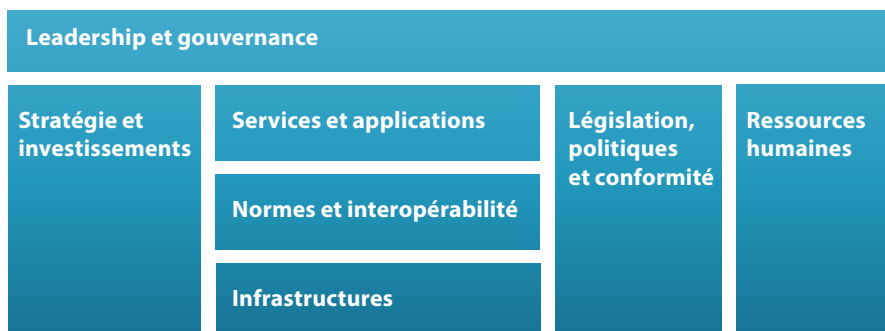 Leadership et gouvernance
Stratégie et
investissements
Services et applications
Normes et interopérabilité
Infrastructures
Législation,
politiques
et conformité
Ressources
humaines